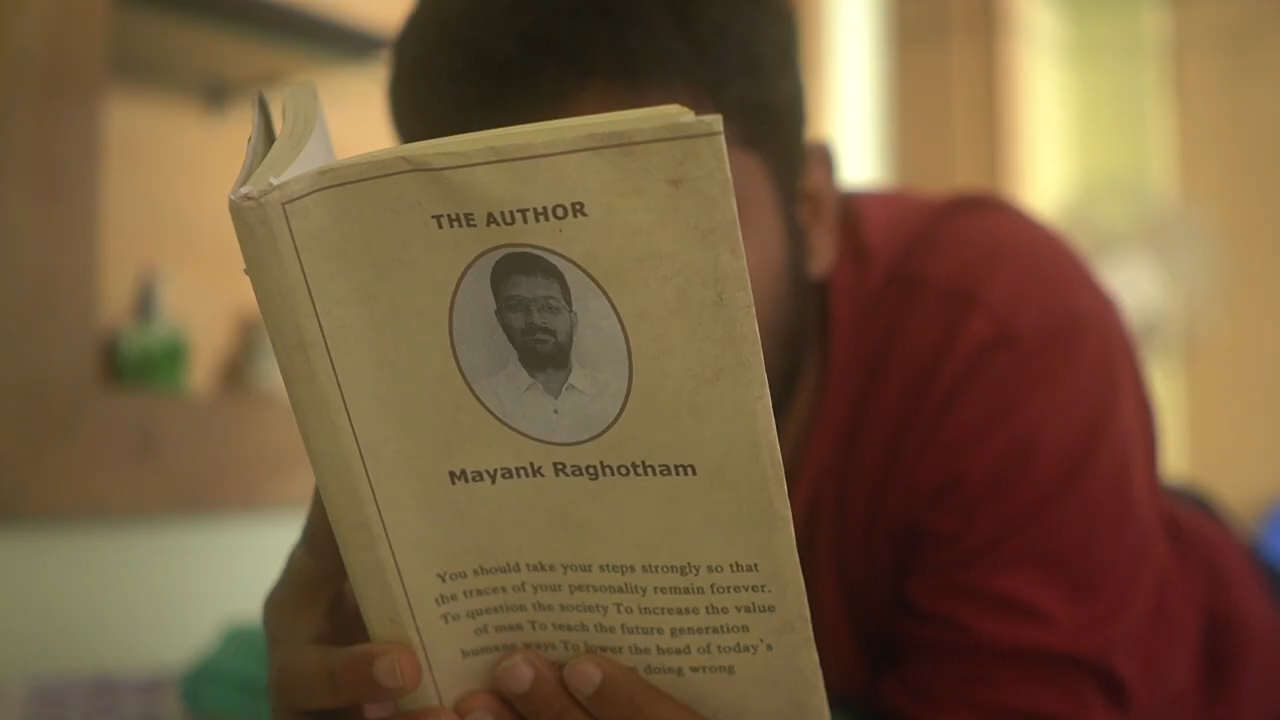 THE AUTHOR
Mayank Raghotham
You should take your steps strongly so that
the traces of your personality remain forever.
To question the society To increase the value
of man To teach the future generation
humane ways To lower the head of today's
doing wrong